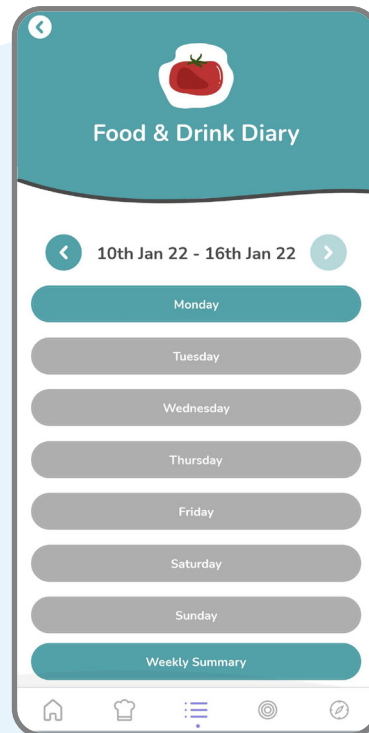 Food & Drink Diary
10th Jan 22 - 16th Jan 22
Monday
Tuesday
Wednesday
Thursday
Friday
Saturday
Sunday
Weekly Summary